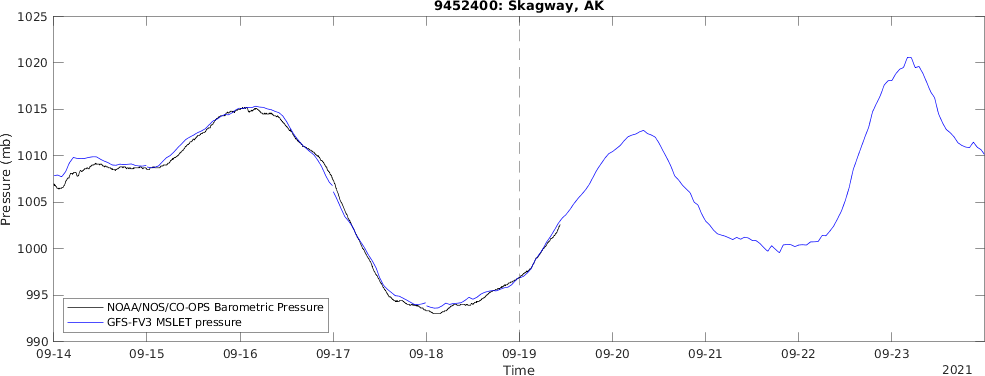 9452400: Skagway, AK
1025
1020
1015
1010
1005
1000
995
990
Pressure (mb)
NOAA/NOS/CO-OPS Barometric Pressure
GFS-FV3 MSLET pressure
09-14 09-15 09-16 09-17 09-18 09-19 09-20 09-21 09-22 09-23
Time
2021